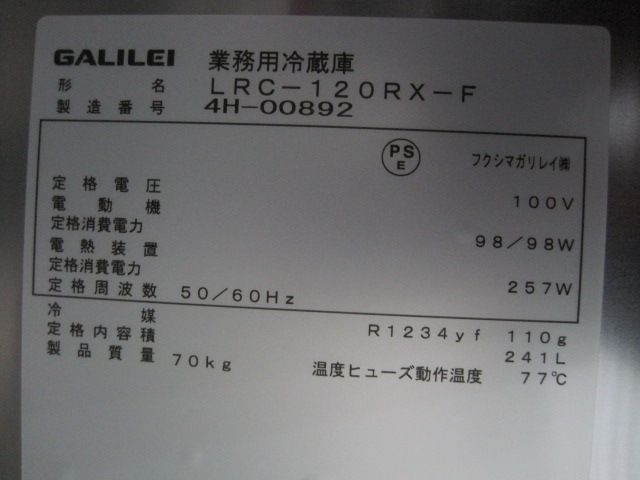 GALILEI 業務用冷蔵庫
形名 LRC-120RX-F
製造番号 4H-00892
PS E フクシマガリレイ㈱
定格電圧 100V
電動機
定格消費電力 98/98W
電熱装置
定格消費電力 257W
定格周波数 50/60Hz
冷媒 R1234yf 110g
定格内容積 241L
製品質量 70kg 温度ヒューズ動作温度 77℃